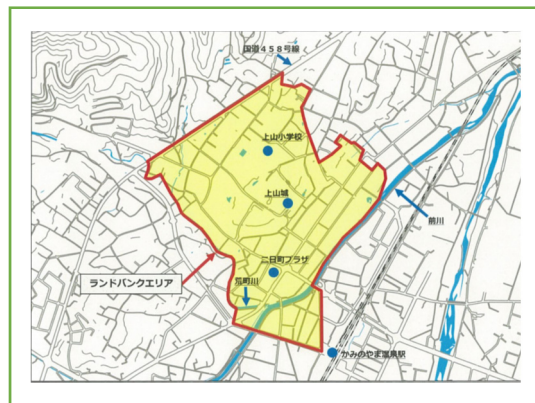 国道458号線
上山小学校
上山城
前川
二日町プラザ
ランドバンクエリア
荒町川
かみのやま温泉駅